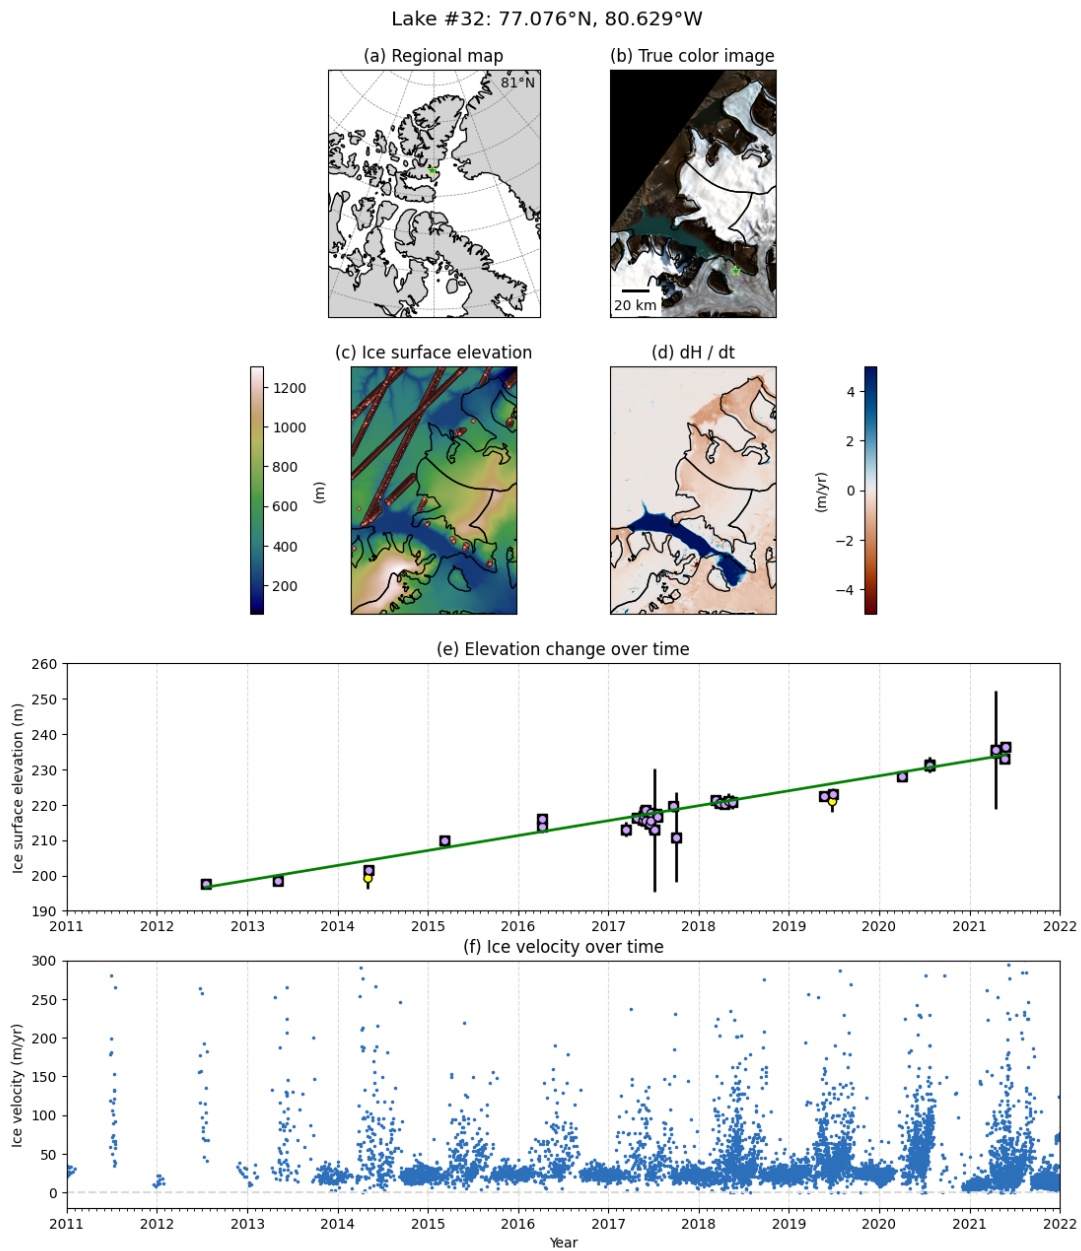 Lake #32: 77.076°N, 80.629°W
(a) Regional map
(b) True color image
81°N
20 km
(c) Ice surface elevation
(d) dH / dt
1200
1000
800
600
400
200
(m)
4
2
0
−2
−4
(m/yr)
(e) Elevation change over time
260
250
240
230
220
210
200
190
Ice surface elevation (m)
2011 2012 2013 2014 2015 2016 2017 2018 2019 2020 2021 2022
(f) Ice velocity over time
300
250
200
150
100
50
0
Ice velocity (m/yr)
2011 2012 2013 2014 2015 2016 2017 2018 2019 2020 2021 2022
Year